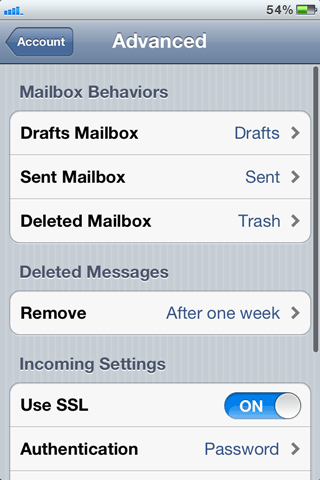 54%
Account
Advanced
Mailbox Behaviors
Drafts Mailbox Drafts
Sent Mailbox Sent
Deleted Mailbox Trash
Deleted Messages
Remove After one week
Incoming Settings
Use SSL ON
Authentication Password